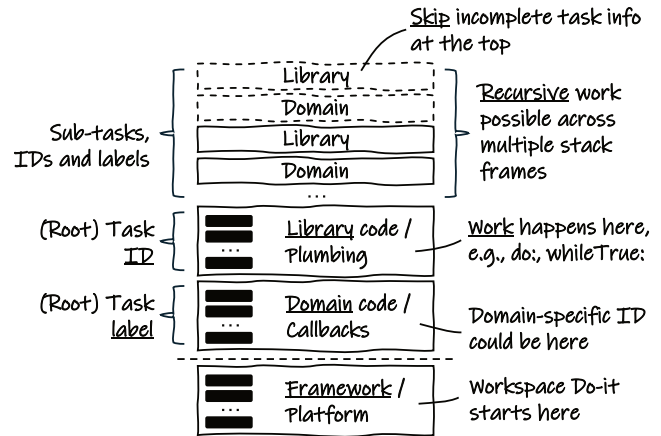 Skip incomplete task info
at the top
Library
Domain
Library
Domain
...
Sub-tasks,
IDs and labels
Recursive work
possible across
multiple stack
frames
(Root) Task
ID
...
Library code /
Plumbing
Work happens here,
e.g., do:, whileTrue:
(Root) Task
label
...
Domain code /
Callbacks
Domain-specific ID
could be here
...
Framework /
Platform
Workspace Do-it
starts here